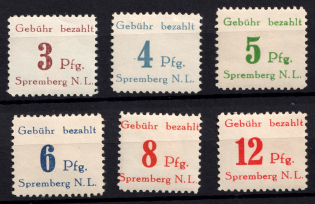 Gebühr bezahlt
3 Pfg.
Spremberg N.L.
Gebühr bezahlt
4 Pfg.
Spremberg N.L.
Gebühr bezahlt
5 Pfg.
Spremberg N.L.
Gebühr bezahlt
6 Pfg.
Spremberg N.L.
Gebühr bezahlt
8 Pfg.
Spremberg N.L.
Gebühr bezahlt
12 Pfg.
Spremberg N.L.